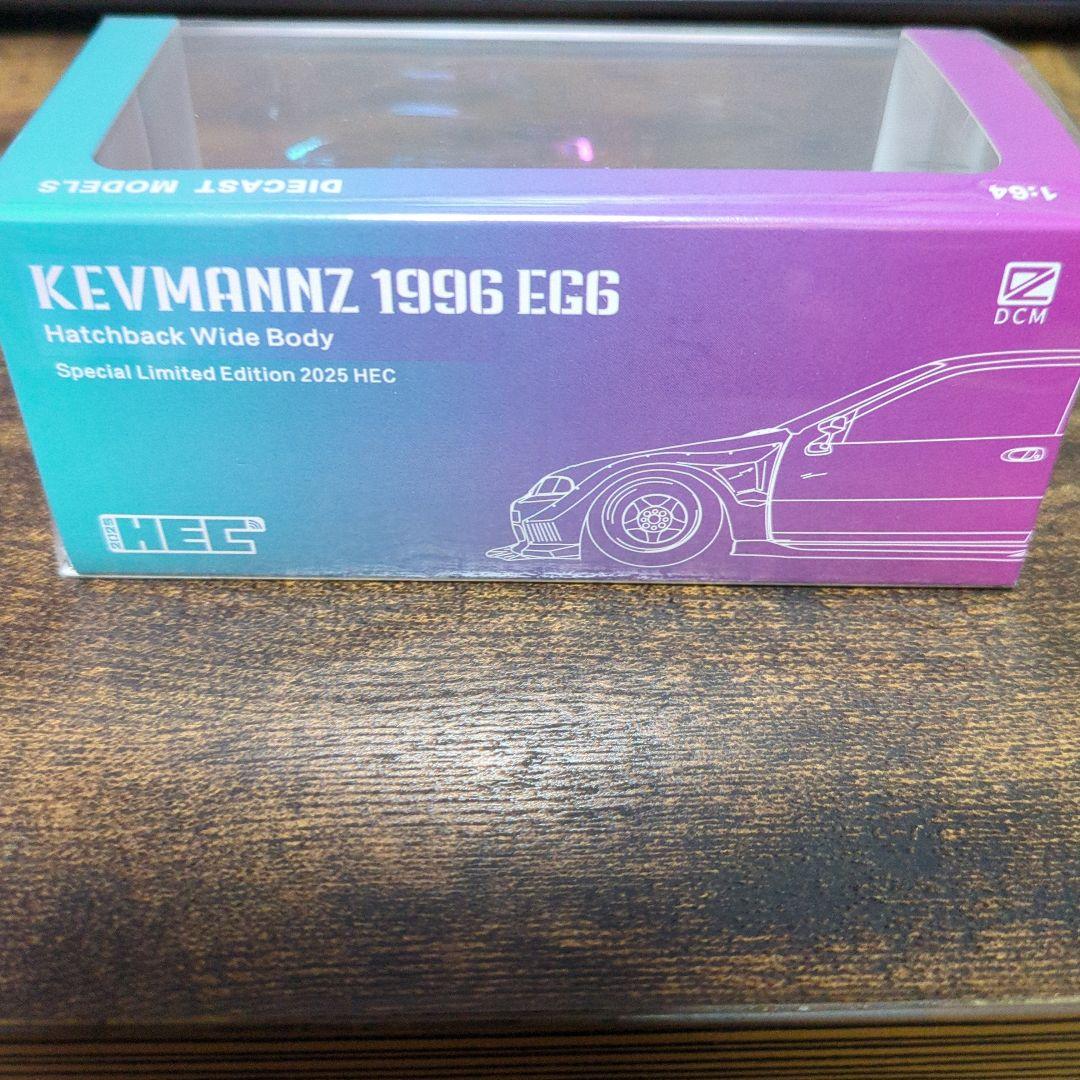 DIECAST MODELS
1:64
KEVMANNZ 1996 EG6
Hatchback Wide Body
Special Limited Edition 2025 HEC
DCM
2025 HEC